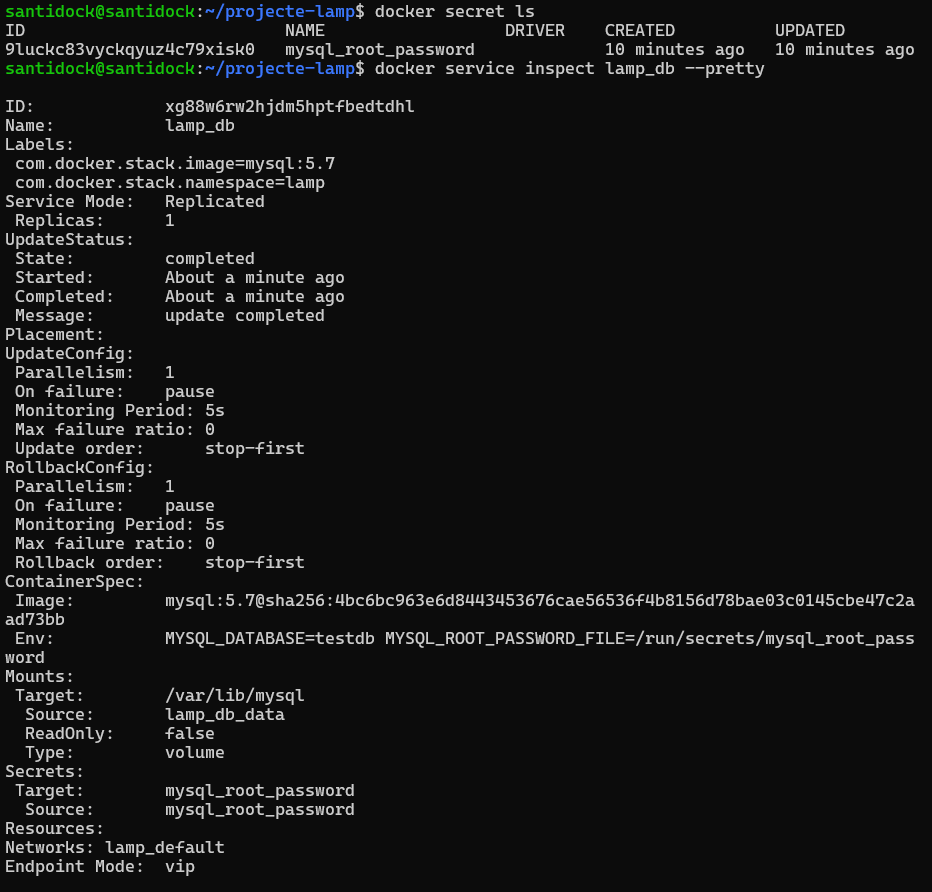 santidock@santidock:~/projecte-lamp$ docker secret ls
ID                          NAME                  DRIVER    CREATED          UPDATED
9luckc83vyckqyuz4c79xisk0   mysql_root_password             10 minutes ago   10 minutes ago
santidock@santidock:~/projecte-lamp$ docker service inspect lamp_db --pretty

ID:             xg88w6rw2hjdm5hptfbedtdhl
Name:           lamp_db
Labels:
 com.docker.stack.image=mysql:5.7
 com.docker.stack.namespace=lamp
Service Mode:   Replicated
 Replicas:      1
UpdateStatus:
 State:         completed
 Started:       About a minute ago
 Completed:     About a minute ago
 Message:       update completed
Placement:
UpdateConfig:
 Parallelism:   1
 On failure:    pause
 Monitoring Period: 5s
 Max failure ratio: 0
 Update order:      stop-first
RollbackConfig:
 Parallelism:   1
 On failure:    pause
 Monitoring Period: 5s
 Max failure ratio: 0
 Rollback order:    stop-first
ContainerSpec:
 Image:         mysql:5.7@sha256:4bc6bc963e6d8443453676cae56536f4b8156d78bae03c0145cbe47c2a
ad73bb
 Env:           MYSQL_DATABASE=testdb MYSQL_ROOT_PASSWORD_FILE=/run/secrets/mysql_root_pass
word
Mounts:
 Target:        /var/lib/mysql
  Source:       lamp_db_data
  ReadOnly:     false
  Type:         volume
Secrets:
 Target:        mysql_root_password
  Source:       mysql_root_password
Resources:
Networks: lamp_default
Endpoint Mode:  vip